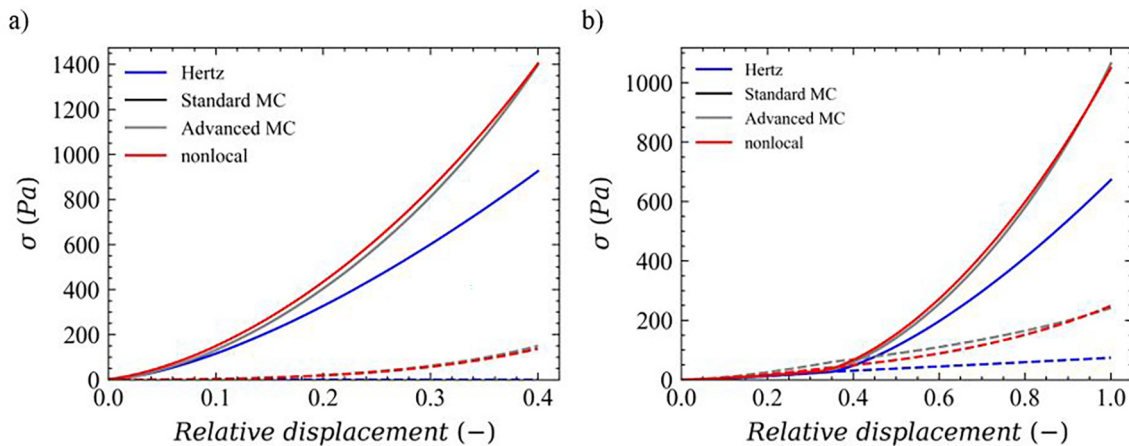 a)
1400
1200
1000
800
600
400
200
0
σ (Pa)
Hertz
Standard MC
Advanced MC
nonlocal
0.0 0.1 0.2 0.3 0.4
Relative displacement (−)
b)
1000
800
600
400
200
0
σ (Pa)
Hertz
Standard MC
Advanced MC
nonlocal
0.0 0.2 0.4 0.6 0.8 1.0
Relative displacement (−)